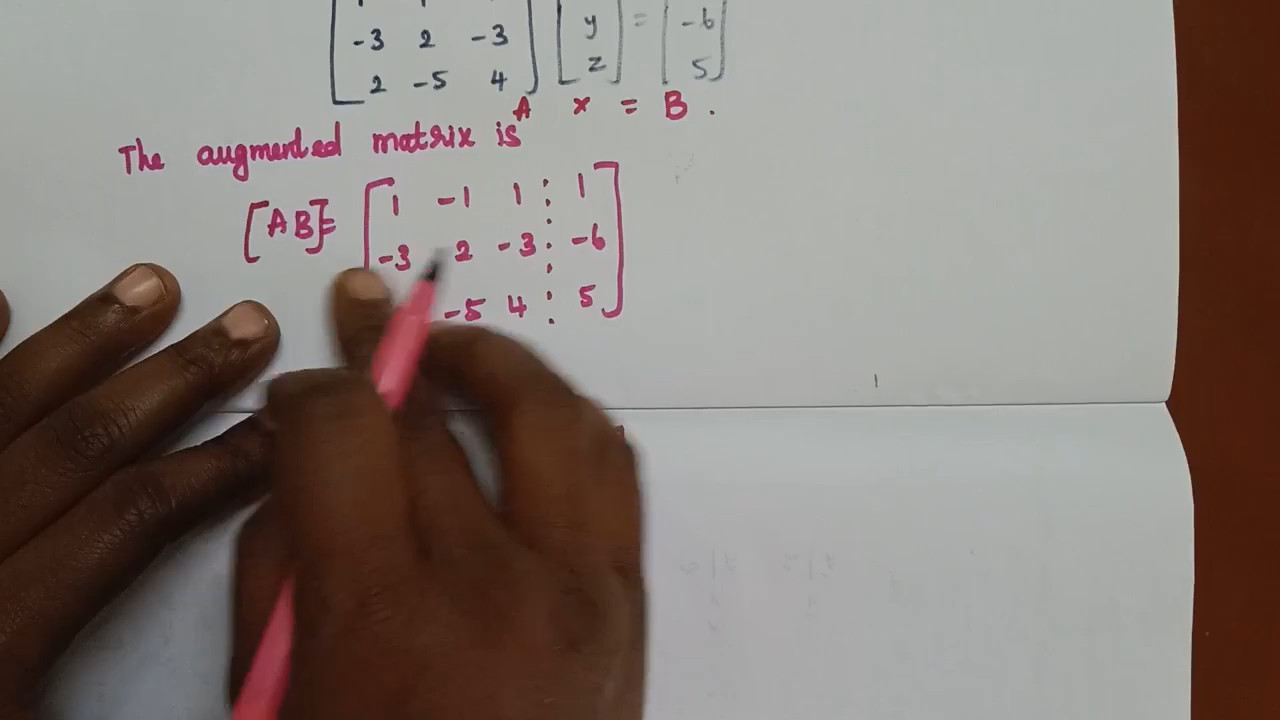 -3 2 -3 y = -6
2 -5 4 z 5
A x = B .
The augmented matrix is
[AB]= 1 -1 1 : 1
-3 2 -3 : -6
-5 4 : 5